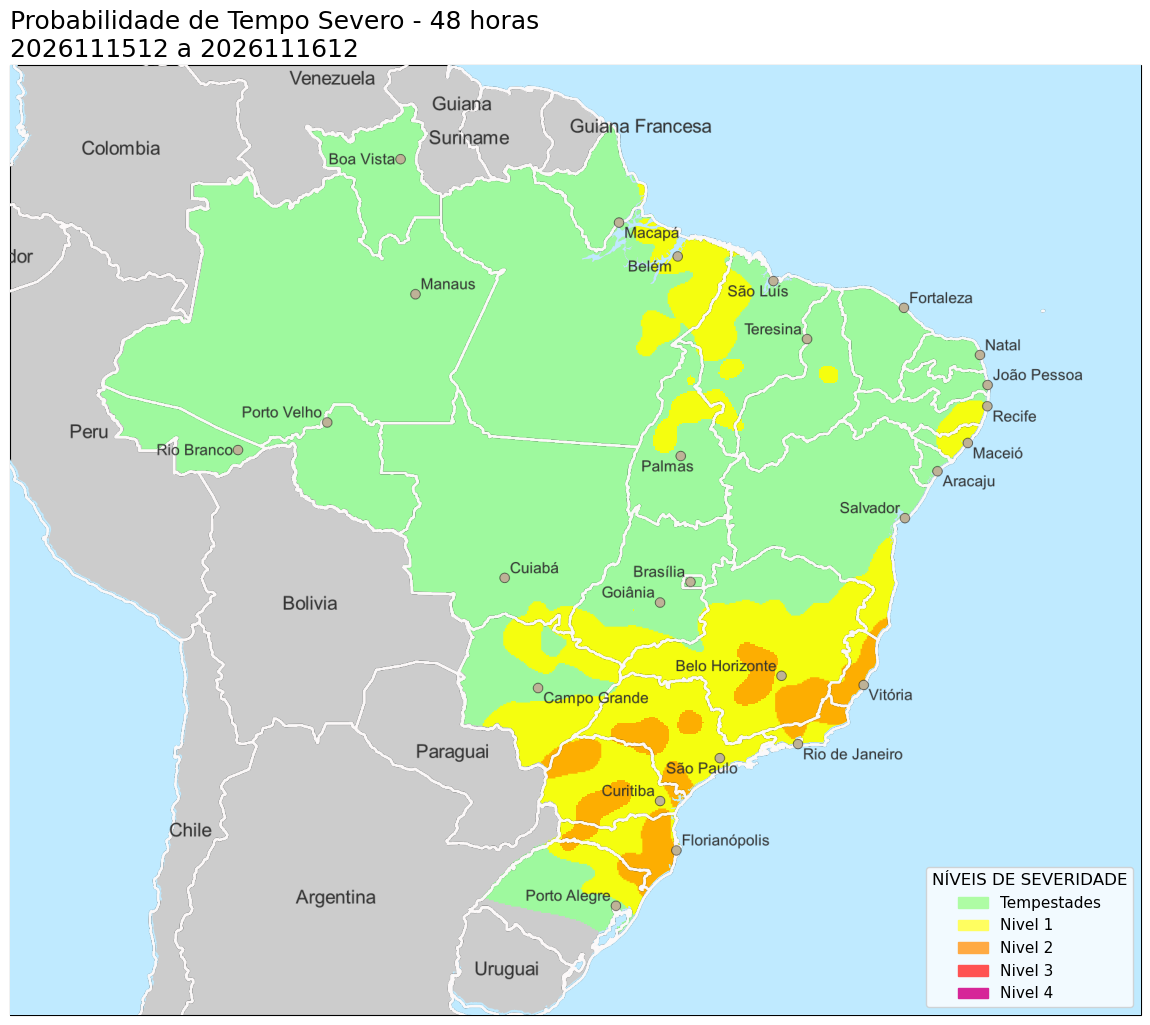 Probabilidade de Tempo Severo - 48 horas
2026111512 a 2026111612
Venezuela
Guiana
Guiana Francesa
Suriname
Colombia
Boa Vista
Macapá
dor
Belém
Manaus
São Luís
Fortaleza
Teresina
Natal
João Pessoa
Porto Velho
Recife
Peru
Rio Branco
Maceió
Palmas
Aracaju
Salvador
Cuiabá
Brasília
Goiânia
Bolivia
Belo Horizonte
Campo Grande
Vitória
Paraguai
Rio de Janeiro
São Paulo
Curitiba
Chile
Florianópolis
Argentina
Porto Alegre
Uruguai
NÍVEIS DE SEVERIDADE
Tempestades
Nivel 1
Nivel 2
Nivel 3
Nivel 4